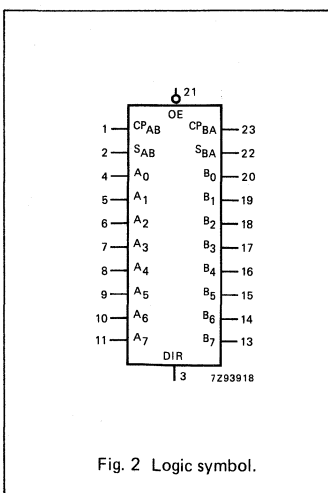 21
OE
1 CPAB CPBA 23
2 SAB SBA 22
4 A0 B0 20
5 A1 B1 19
6 A2 B2 18
7 A3 B3 17
8 A4 B4 16
9 A5 B5 15
10 A6 B6 14
11 A7 B7 13
DIR
3 7Z93918
Fig. 2 Logic symbol.